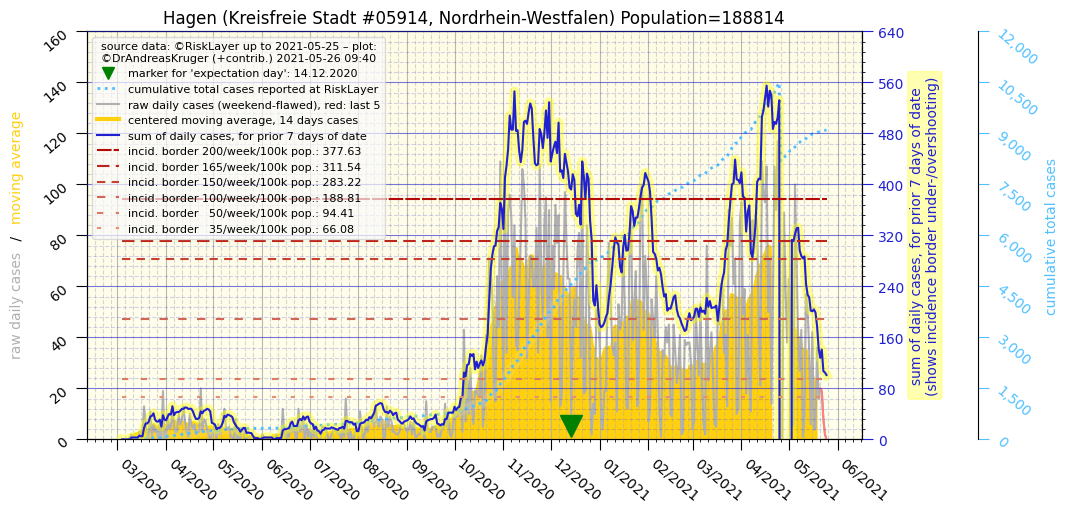 Hagen (Kreisfreie Stadt #05914, Nordrhein-Westfalen) Population=188814
source data: ©RiskLayer up to 2021-05-25 – plot:
©DrAndreasKruger (+contrib.) 2021-05-26 09:40
marker for 'expectation day': 14.12.2020
cumulative total cases reported at RiskLayer
raw daily cases (weekend-flawed), red: last 5
centered moving average, 14 days cases
sum of daily cases, for prior 7 days of date
incid. border 200/week/100k pop.: 377.63
incid. border 165/week/100k pop.: 311.54
incid. border 150/week/100k pop.: 283.22
incid. border 100/week/100k pop.: 188.81
incid. border 50/week/100k pop.: 94.41
incid. border 35/week/100k pop.: 66.08
raw daily cases / moving average
160
140
120
100
80
60
40
20
0
03/2020
04/2020
05/2020
06/2020
07/2020
08/2020
09/2020
10/2020
11/2020
12/2020
01/2021
02/2021
03/2021
04/2021
05/2021
06/2021
640
560
480
400
320
240
160
80
0
sum of daily cases, for prior 7 days of date
(shows incidence border under-/overshooting)
12,000
10,500
9,000
7,500
6,000
4,500
3,000
1,500
0
cumulative total cases